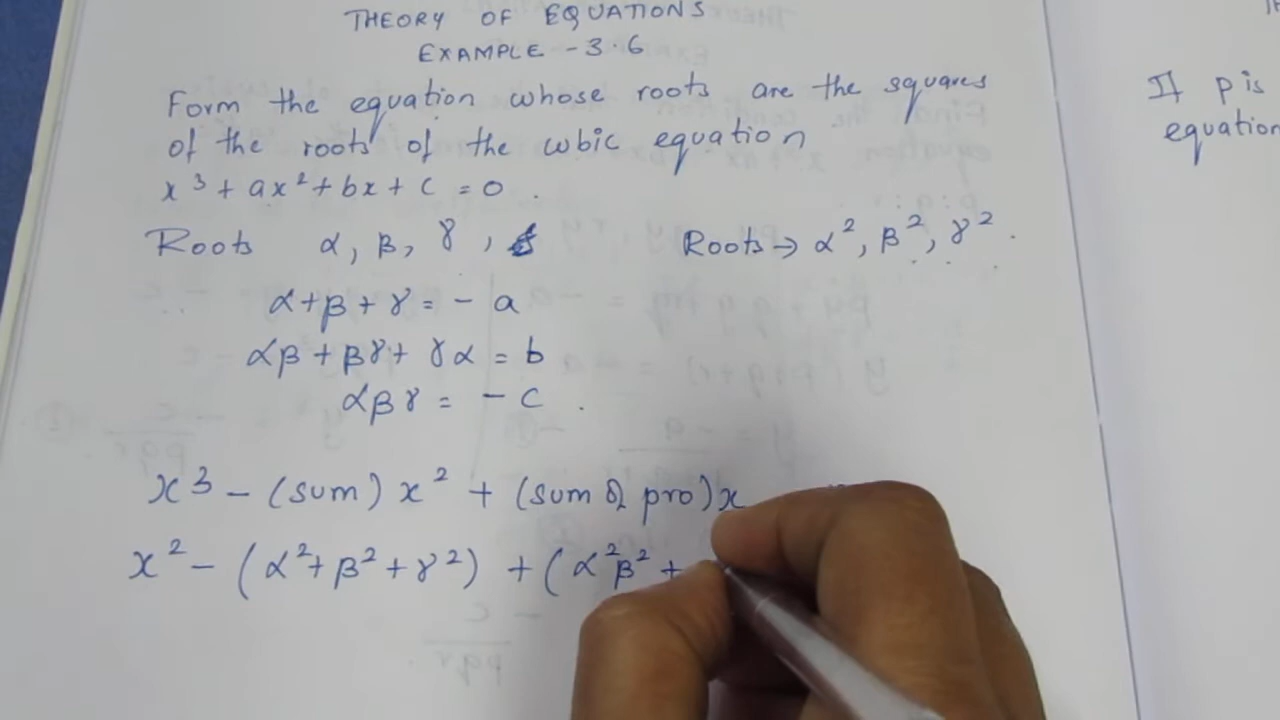 THEORY OF EQUATIONS
EXAMPLE - 3.6
Form the equation whose roots are the squares
of the roots of the cubic equation
x³ + ax² + bx + c = 0.
Roots α, β, γ,
Roots → α², β², γ².
α + β + γ = - a
αβ + βγ + γα = b
αβγ = - c.
x³ - (sum) x² + (sum of pro)x
x² - (α² + β² + γ²) + (α²β² +
If p is
equation